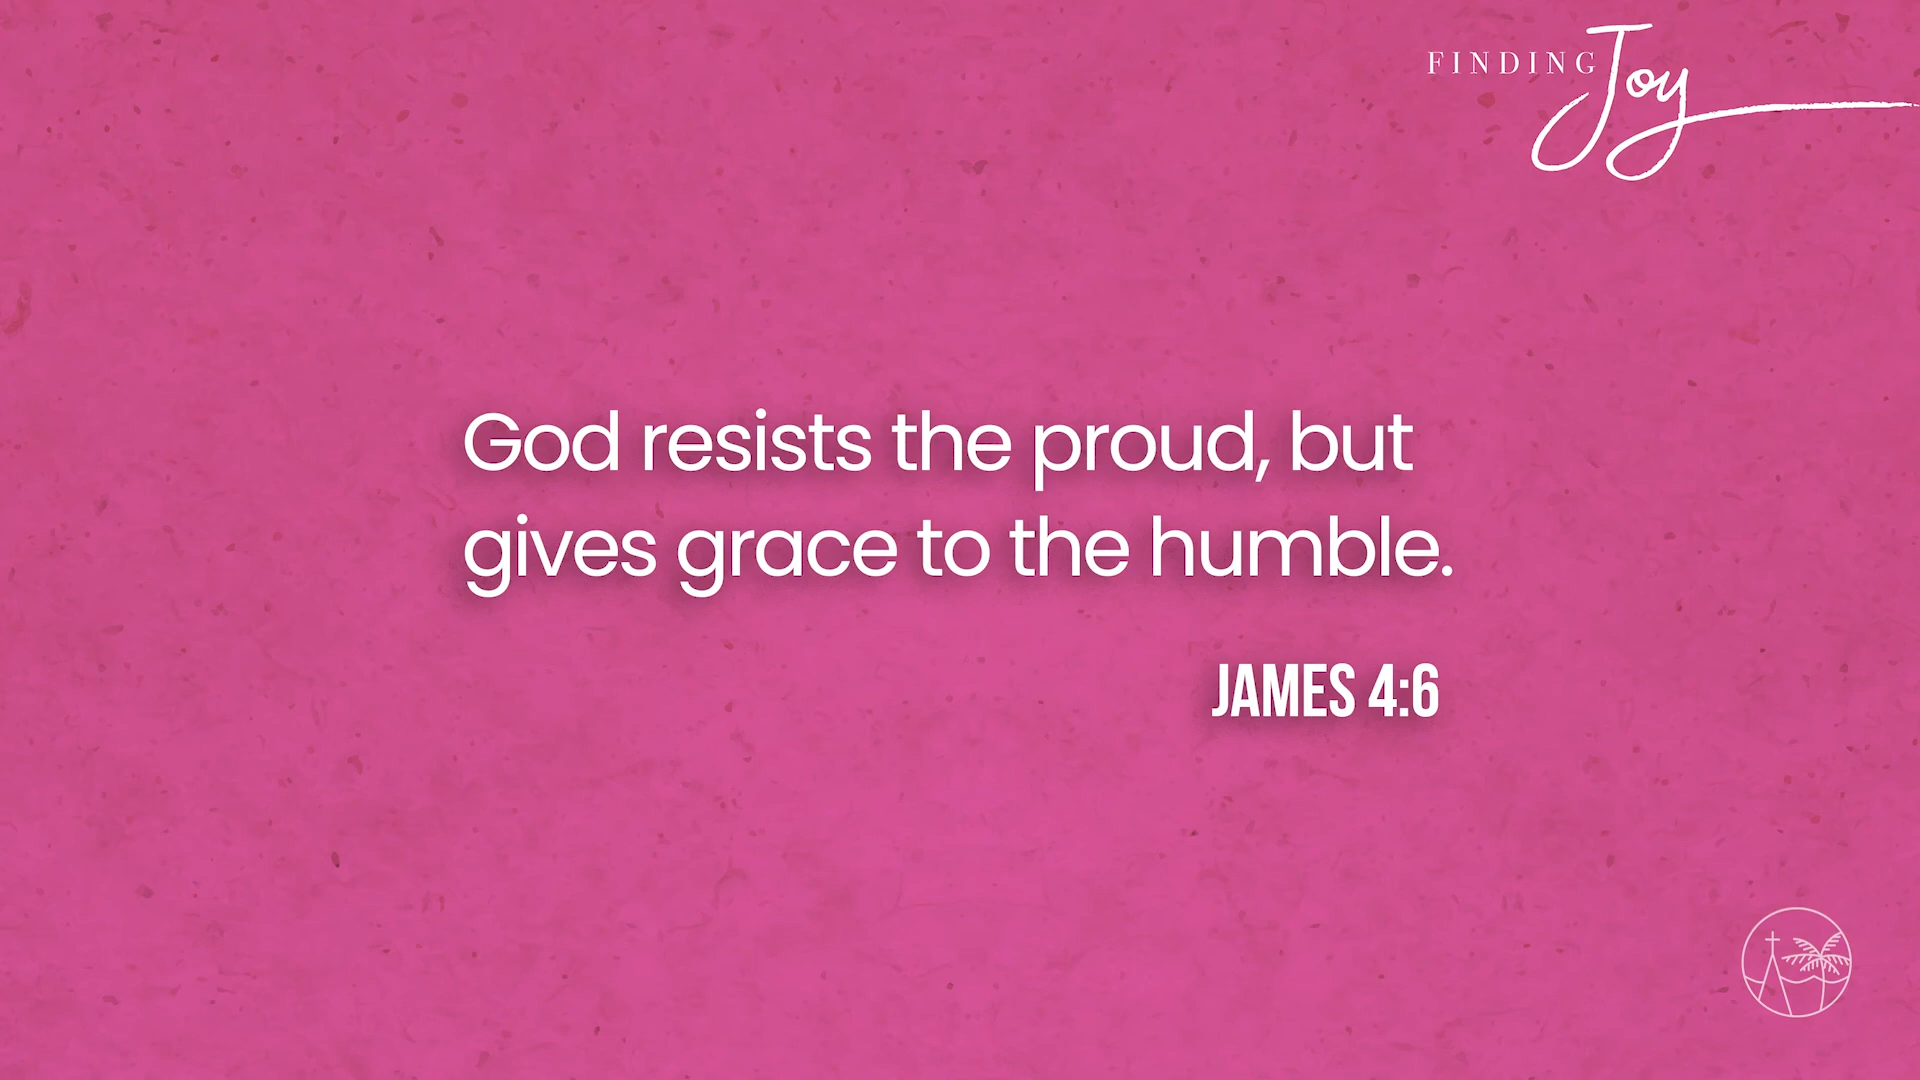 FINDING Joy
God resists the proud, but
gives grace to the humble.
JAMES 4:6